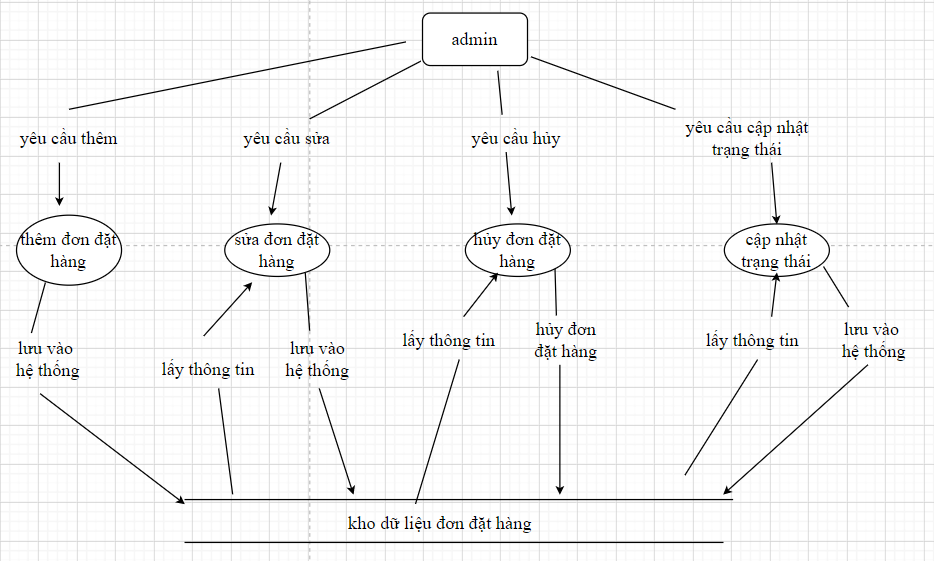 admin
yêu cầu thêm
yêu cầu sửa
yêu cầu hủy
yêu cầu cập nhật
trạng thái
thêm đơn đặt
hàng
sửa đơn đặt
hàng
hủy đơn đặt
hàng
cập nhật
trạng thái
lưu vào
hệ thống
lấy thông tin
lưu vào
hệ thống
lấy thông tin
hủy đơn
đặt hàng
lấy thông tin
lưu vào
hệ thống
kho dữ liệu đơn đặt hàng